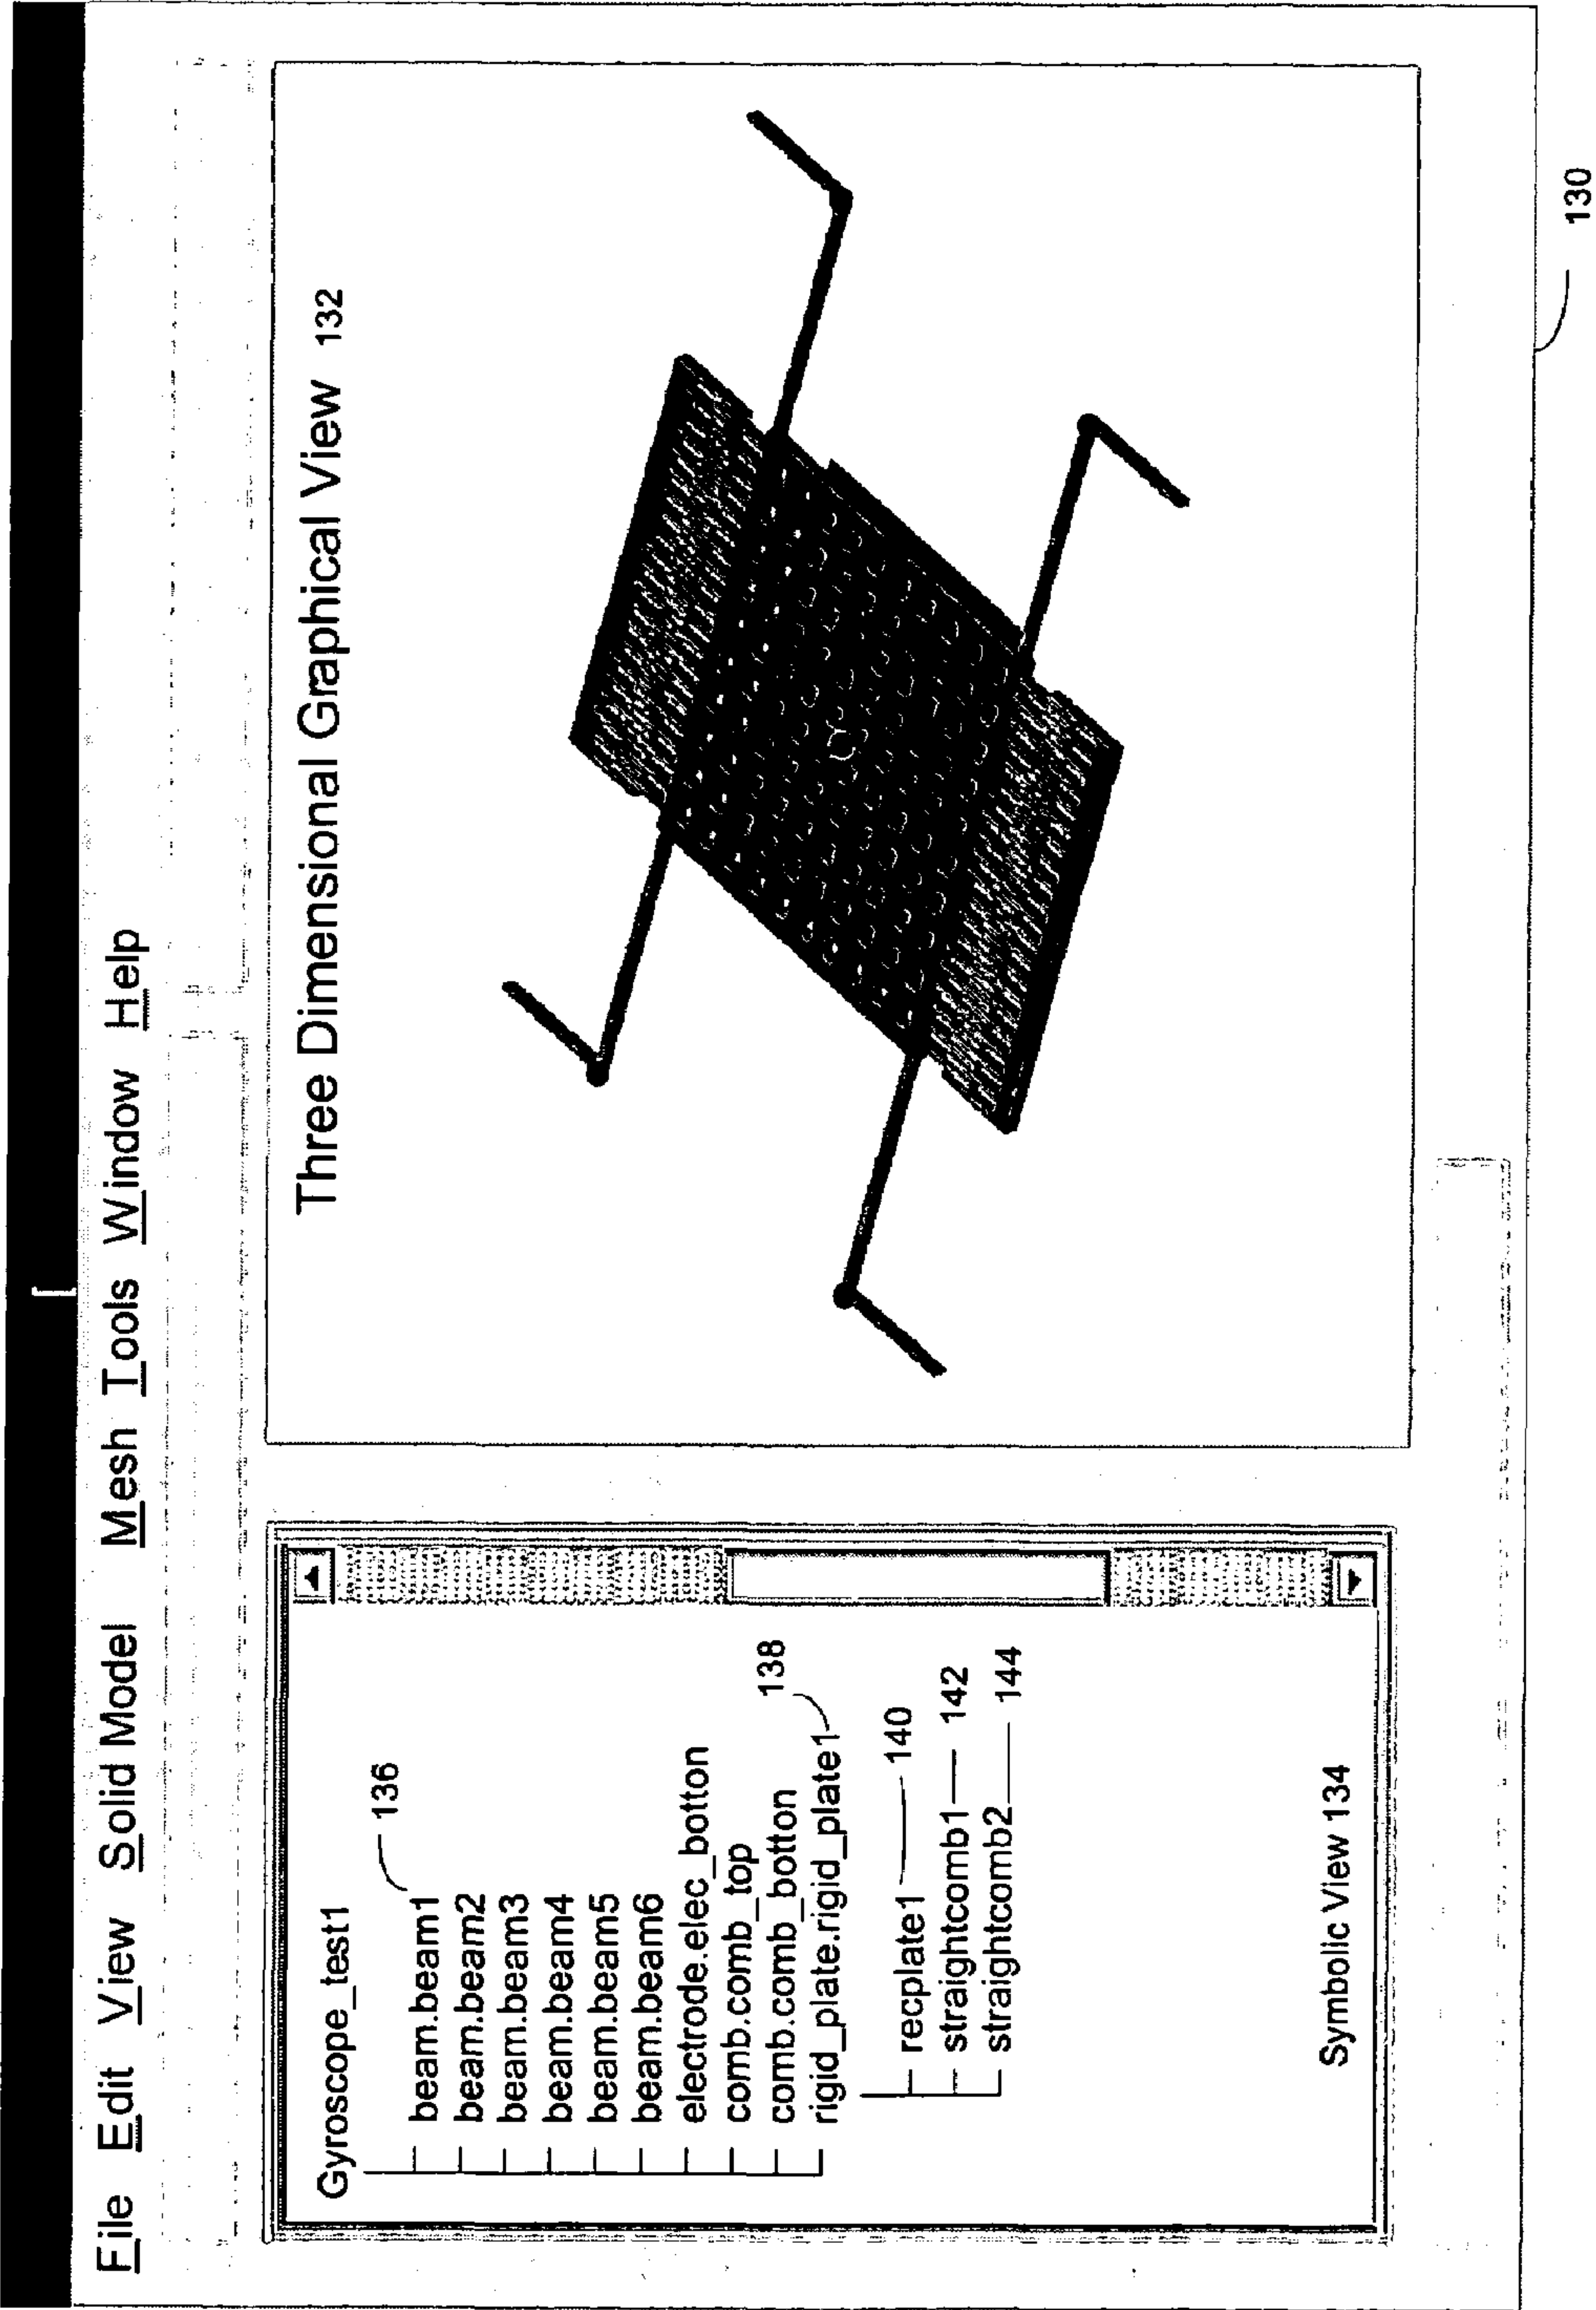 File Edit View Solid Model Mesh Tools Window Help
Gyroscope_test1
136
beam.beam1
beam.beam2
beam.beam3
beam.beam4
beam.beam5
beam.beam6
electrode.elec_botton
comb.comb_top
comb.comb_botton
138
rigid_plate.rigid_plate1
recplate1 140
straightcomb1 142
straightcomb2 144
Symbolic View 134
Three Dimensional Graphical View 132
130